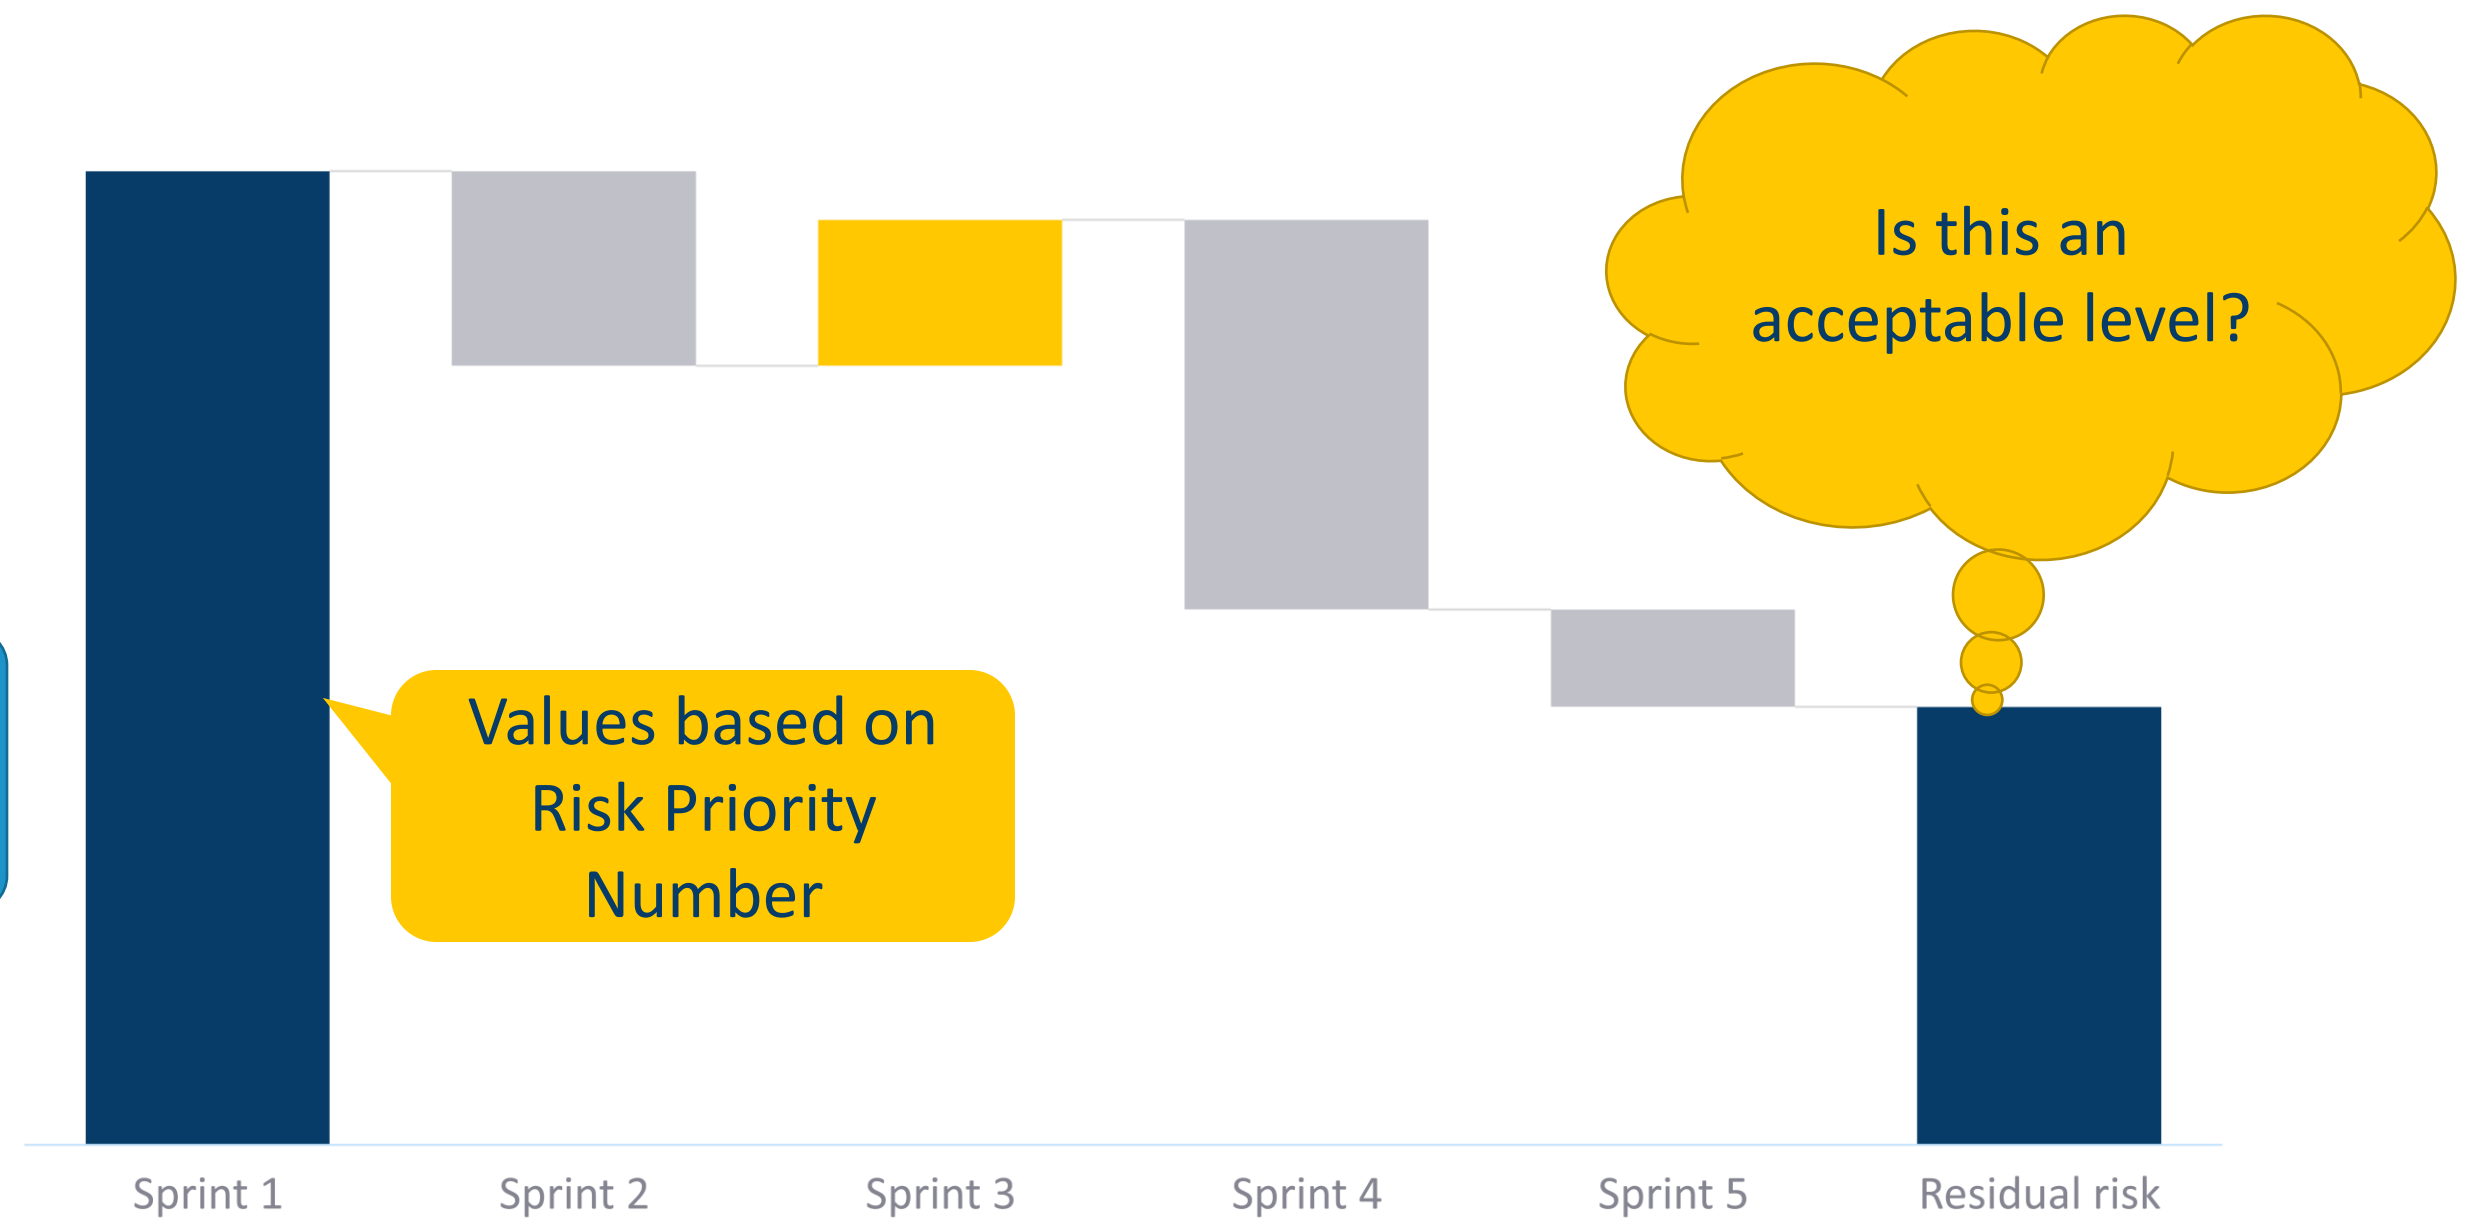 Is this an
acceptable level?
Values based on
Risk Priority
Number
Sprint 1
Sprint 2
Sprint 3
Sprint 4
Sprint 5
Residual risk